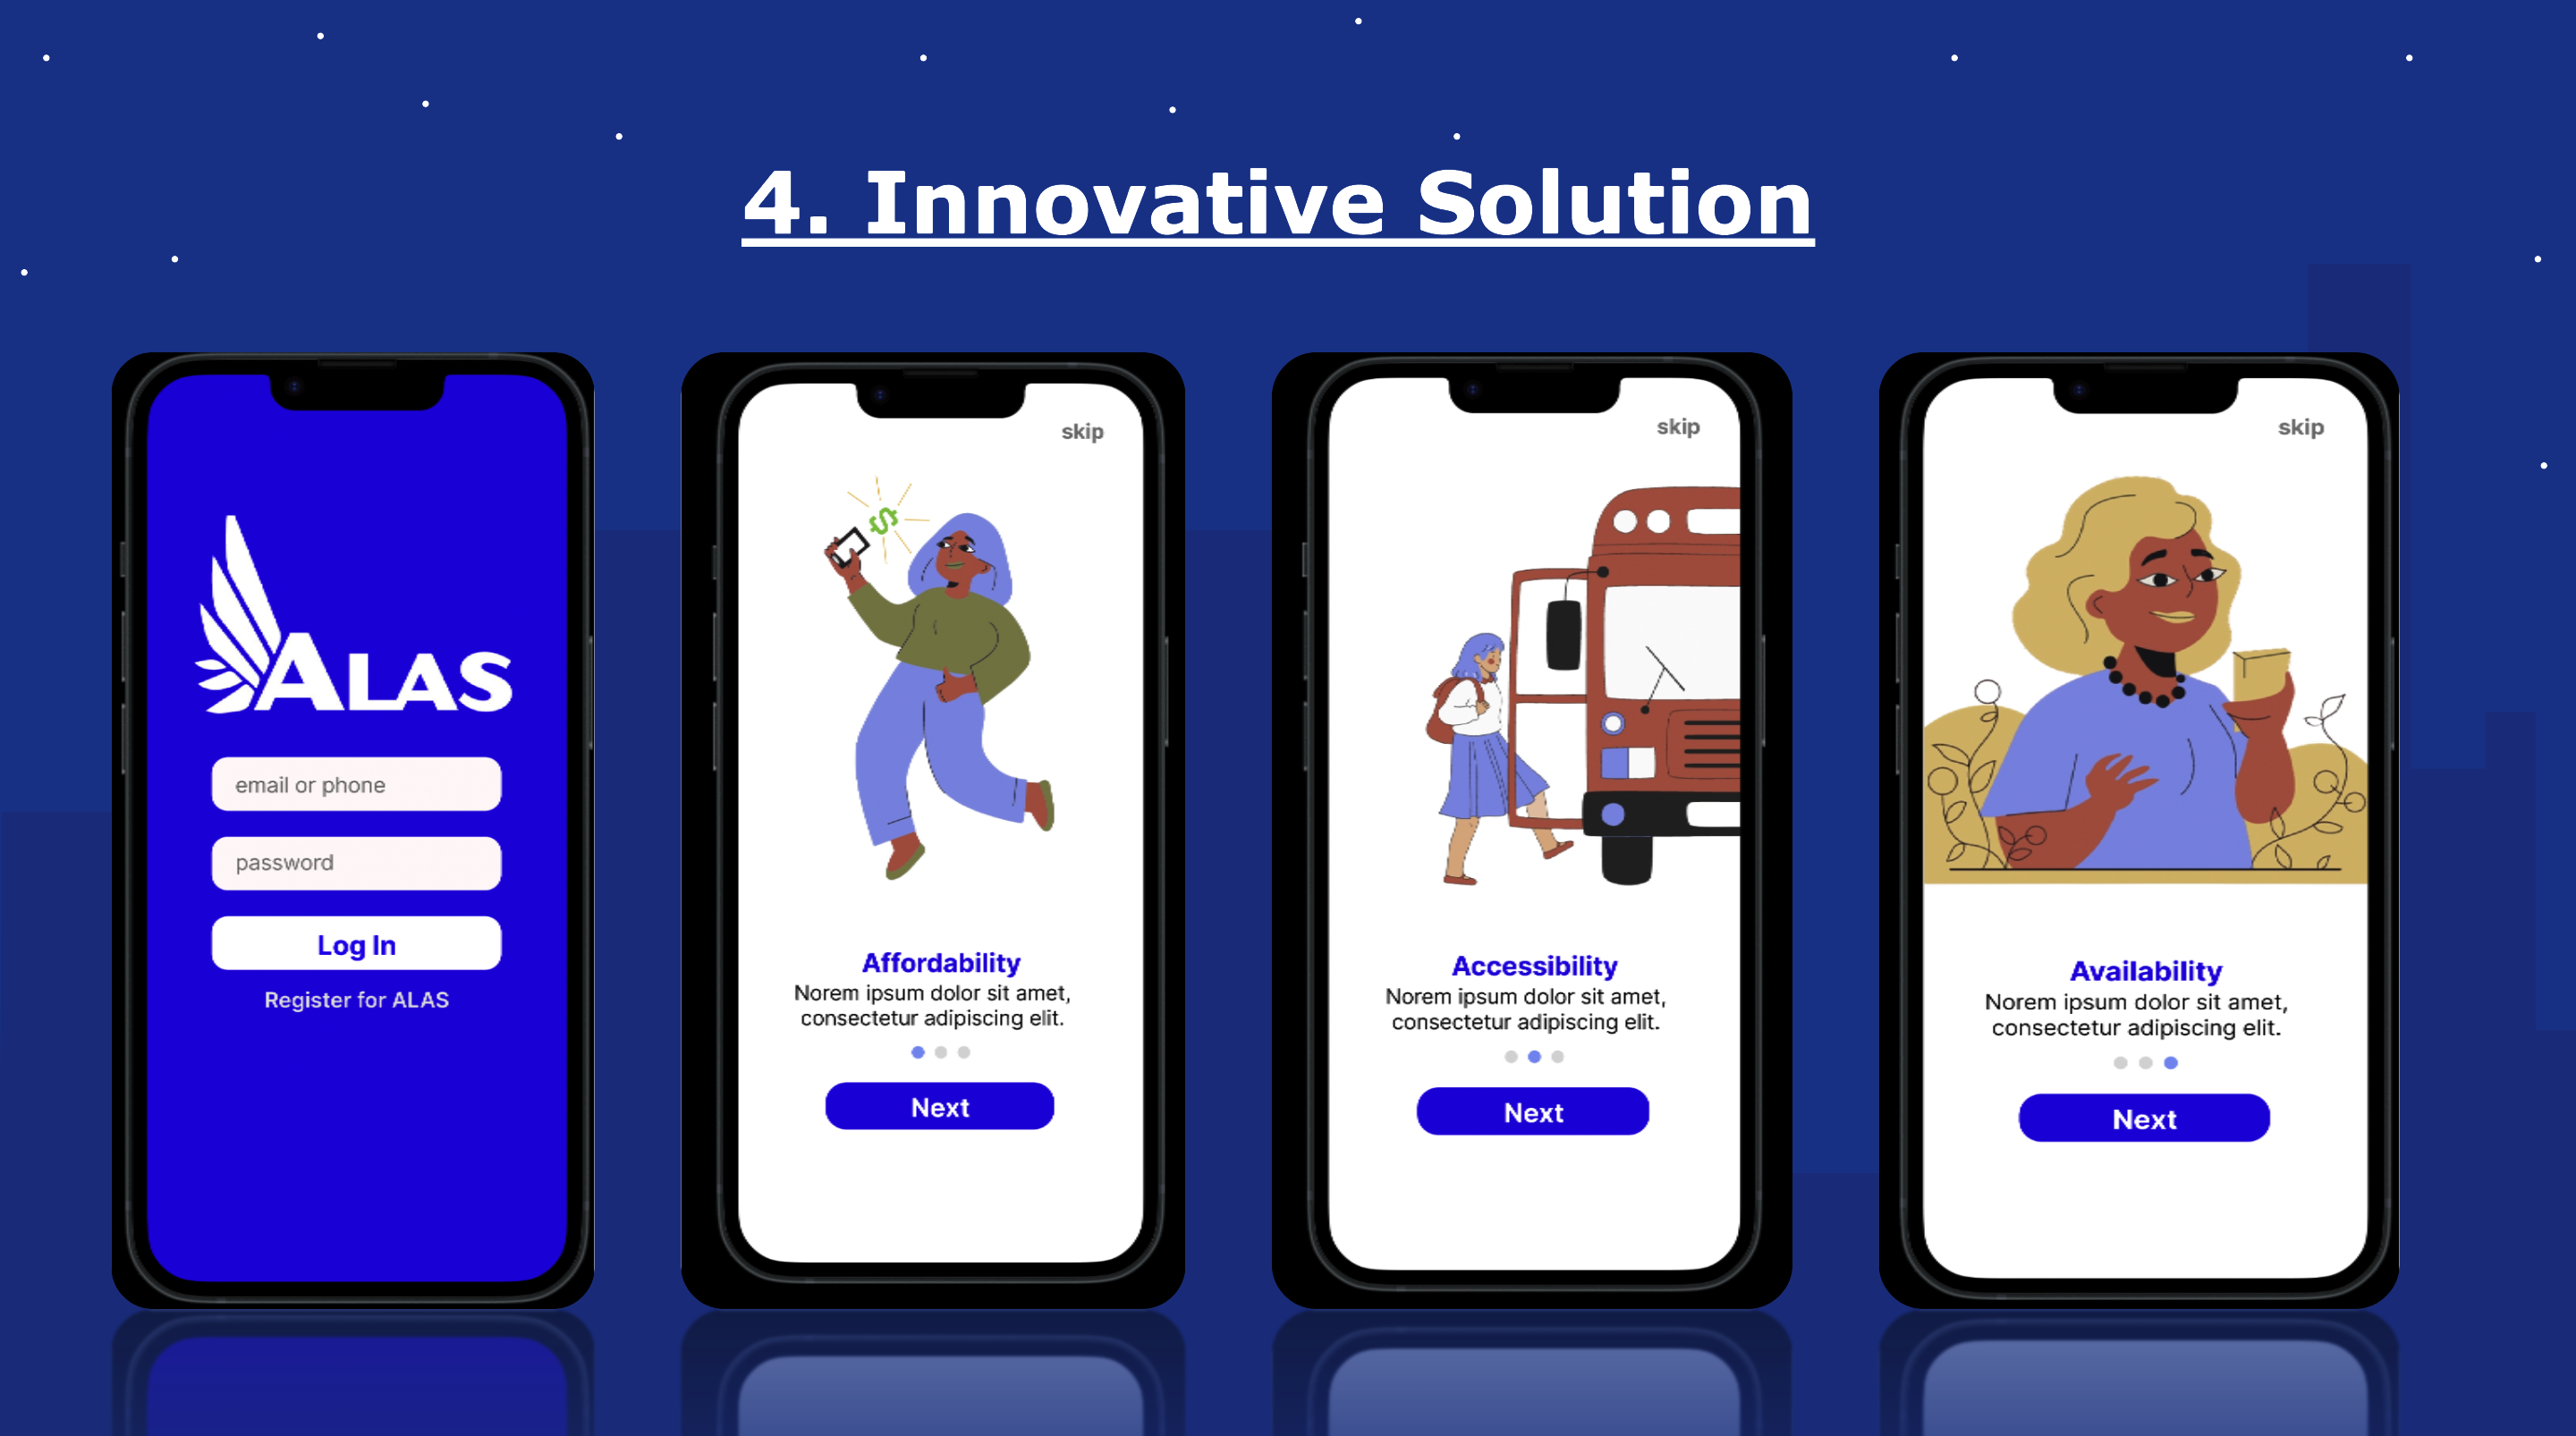 4. Innovative Solution
ALAS
email or phone
password
Log In
Register for ALAS
skip
$
Affordability
Norem ipsum dolor sit amet,
consectetur adipiscing elit.
Next
skip
Accessibility
Norem ipsum dolor sit amet,
consectetur adipiscing elit.
Next
skip
Availability
Norem ipsum dolor sit amet,
consectetur adipiscing elit.
Next